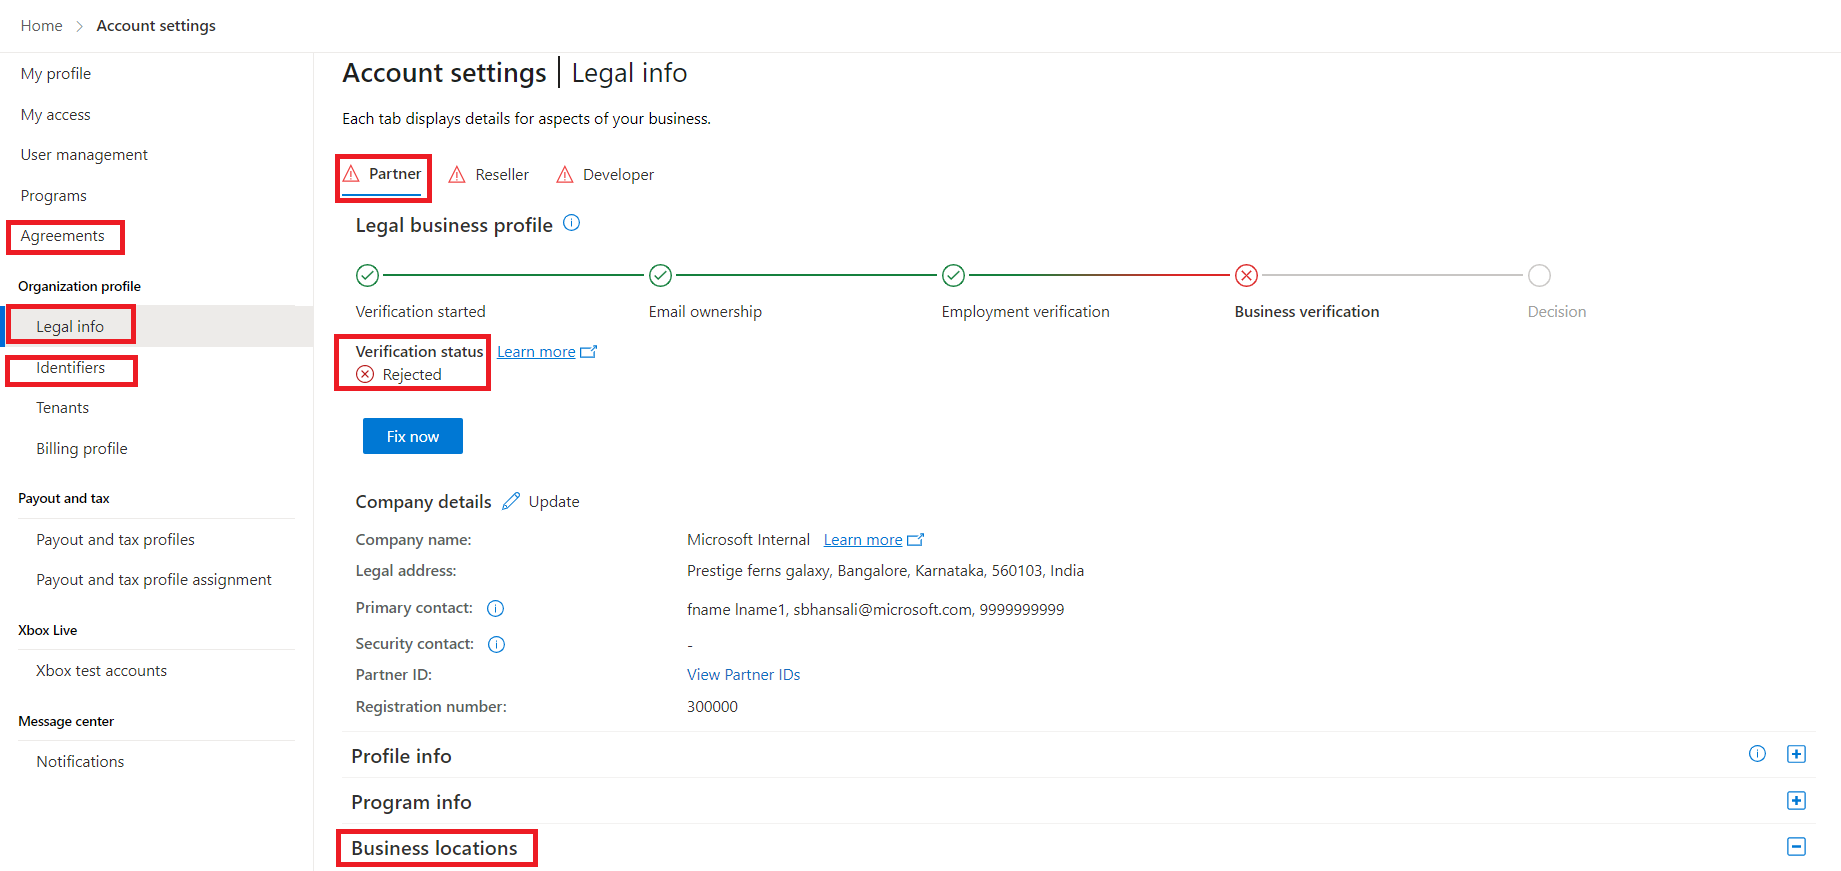 Home > Account settings
My profile
My access
User management
Programs
Agreements
Organization profile
Legal info
Identifiers
Tenants
Billing profile
Payout and tax
Payout and tax profiles
Payout and tax profile assignment
Xbox Live
Xbox test accounts
Message center
Notifications
Account settings | Legal info
Each tab displays details for aspects of your business.
Partner Reseller Developer
Legal business profile
Verification started Email ownership Employment verification Business verification Decision
Verification status Learn more
Rejected
Fix now
Company details Update
Company name: Microsoft Internal Learn more
Legal address: Prestige ferns galaxy, Bangalore, Karnataka, 560103, India
Primary contact: fname lname1, sbhansali@microsoft.com, 9999999999
Security contact: -
Partner ID: View Partner IDs
Registration number: 300000
Profile info
Program info
Business locations